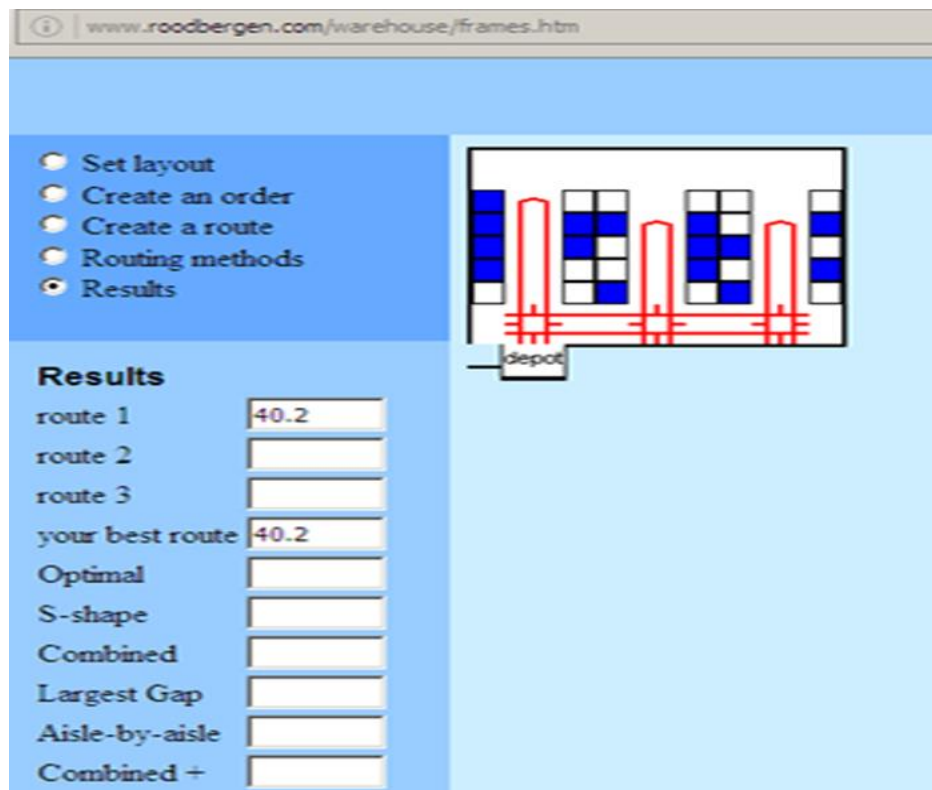 www.roodbergen.com/warehouse/frames.htm
Set layout
Create an order
Create a route
Routing methods
Results
depot
Results
route 1 40.2
route 2
route 3
your best route 40.2
Optimal
S-shape
Combined
Largest Gap
Aisle-by-aisle
Combined +